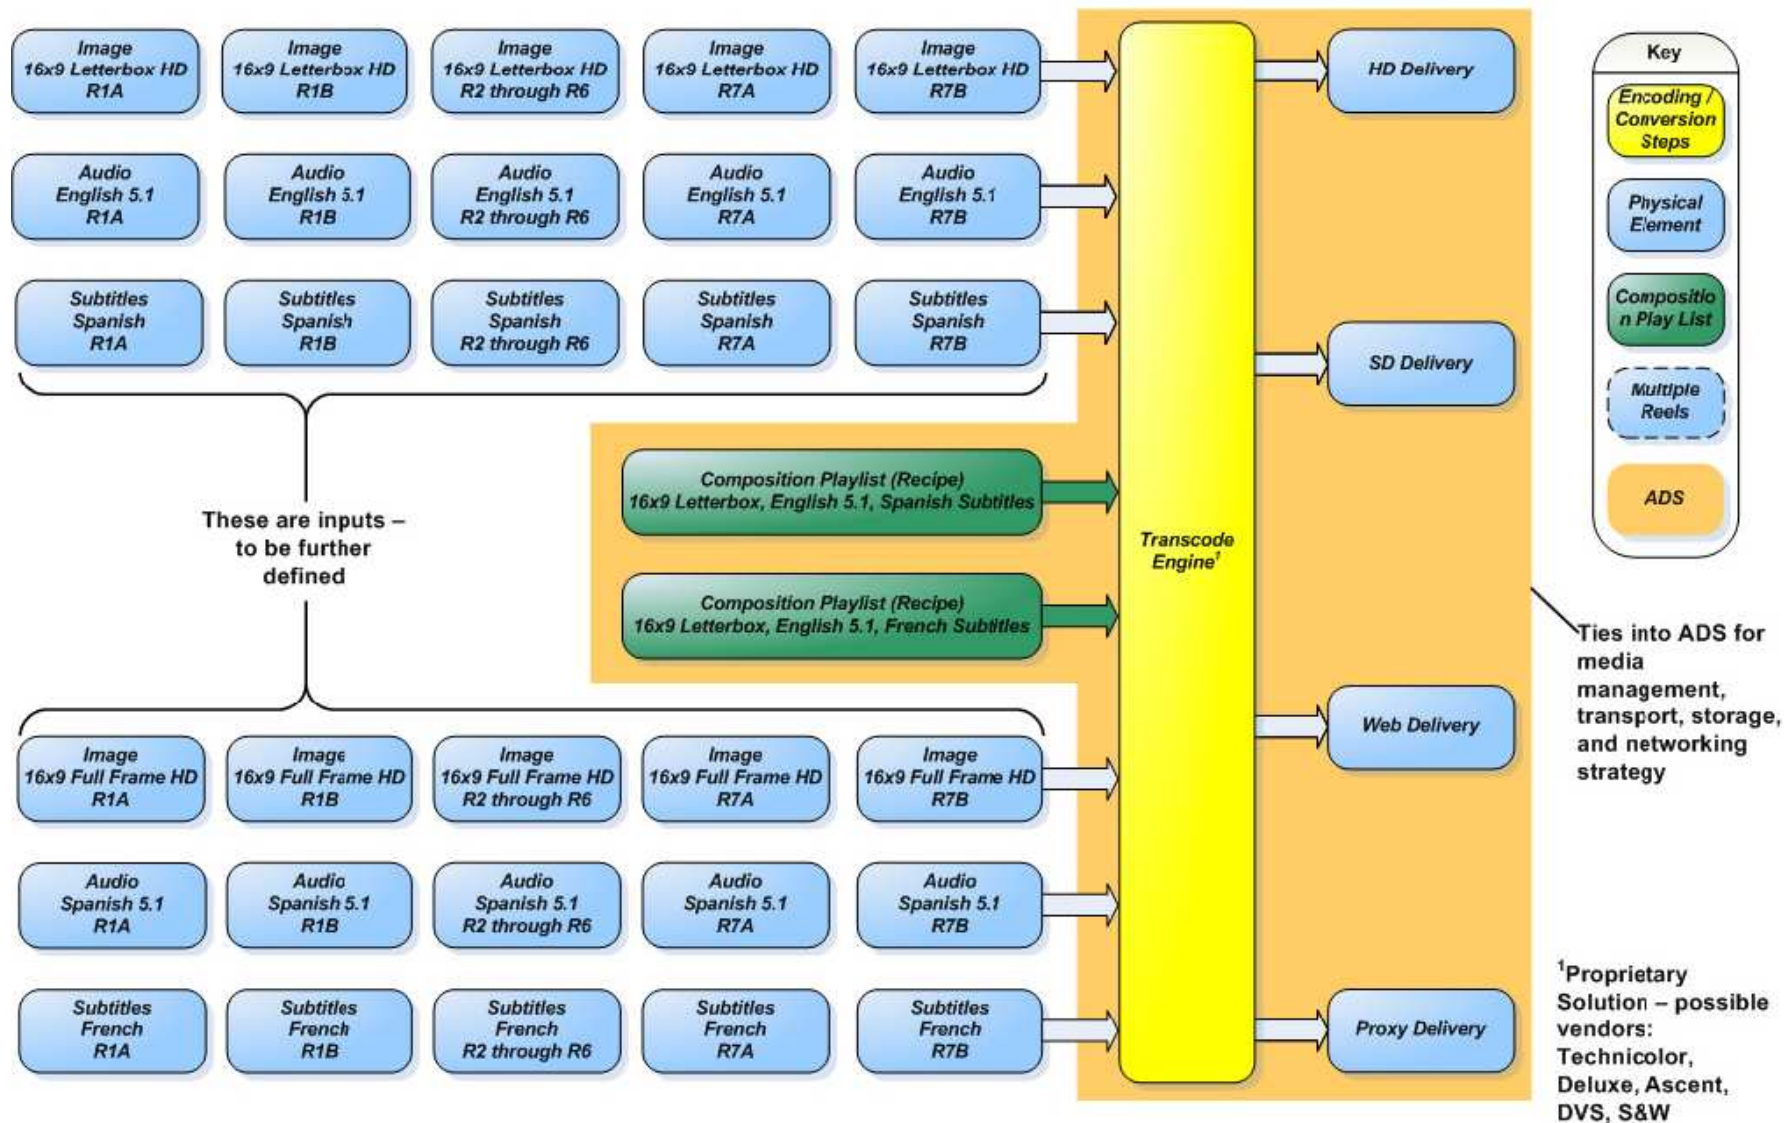 Image
16x9 Letterbox HD
R1A
Image
16x9 Letterbox HD
R1B
Image
16x9 Letterbox HD
R2 through R6
Image
16x9 Letterbox HD
R7A
Image
16x9 Letterbox HD
R7B
Audio
English 5.1
R1A
Audio
English 5.1
R1B
Audio
English 5.1
R2 through R6
Audio
English 5.1
R7A
Audio
English 5.1
R7B
Subtitles
Spanish
R1A
Subtitles
Spanish
R1B
Subtitles
Spanish
R2 through R6
Subtitles
Spanish
R7A
Subtitles
Spanish
R7B
These are inputs –
to be further
defined
Composition Playlist (Recipe)
16x9 Letterbox, English 5.1, Spanish Subtitles
Composition Playlist (Recipe)
16x9 Letterbox, English 5.1, French Subtitles
Image
16x9 Full Frame HD
R1A
Image
16x9 Full Frame HD
R1B
Image
16x9 Full Frame HD
R2 through R6
Image
16x9 Full Frame HD
R7A
Image
16x9 Full Frame HD
R7B
Audio
Spanish 5.1
R1A
Audio
Spanish 5.1
R1B
Audio
Spanish 5.1
R2 through R6
Audio
Spanish 5.1
R7A
Audio
Spanish 5.1
R7B
Subtitles
French
R1A
Subtitles
French
R1B
Subtitles
French
R2 through R6
Subtitles
French
R7A
Subtitles
French
R7B
Transcode
Engine¹
HD Delivery
SD Delivery
Web Delivery
Proxy Delivery
Key
Encoding /
Conversion
Steps
Physical
Element
Compositio
n Play List
Multiple
Reels
ADS
Ties into ADS for
media
management,
transport, storage,
and networking
strategy
¹Proprietary
Solution – possible
vendors:
Technicolor,
Deluxe, Ascent,
DVS, S&W